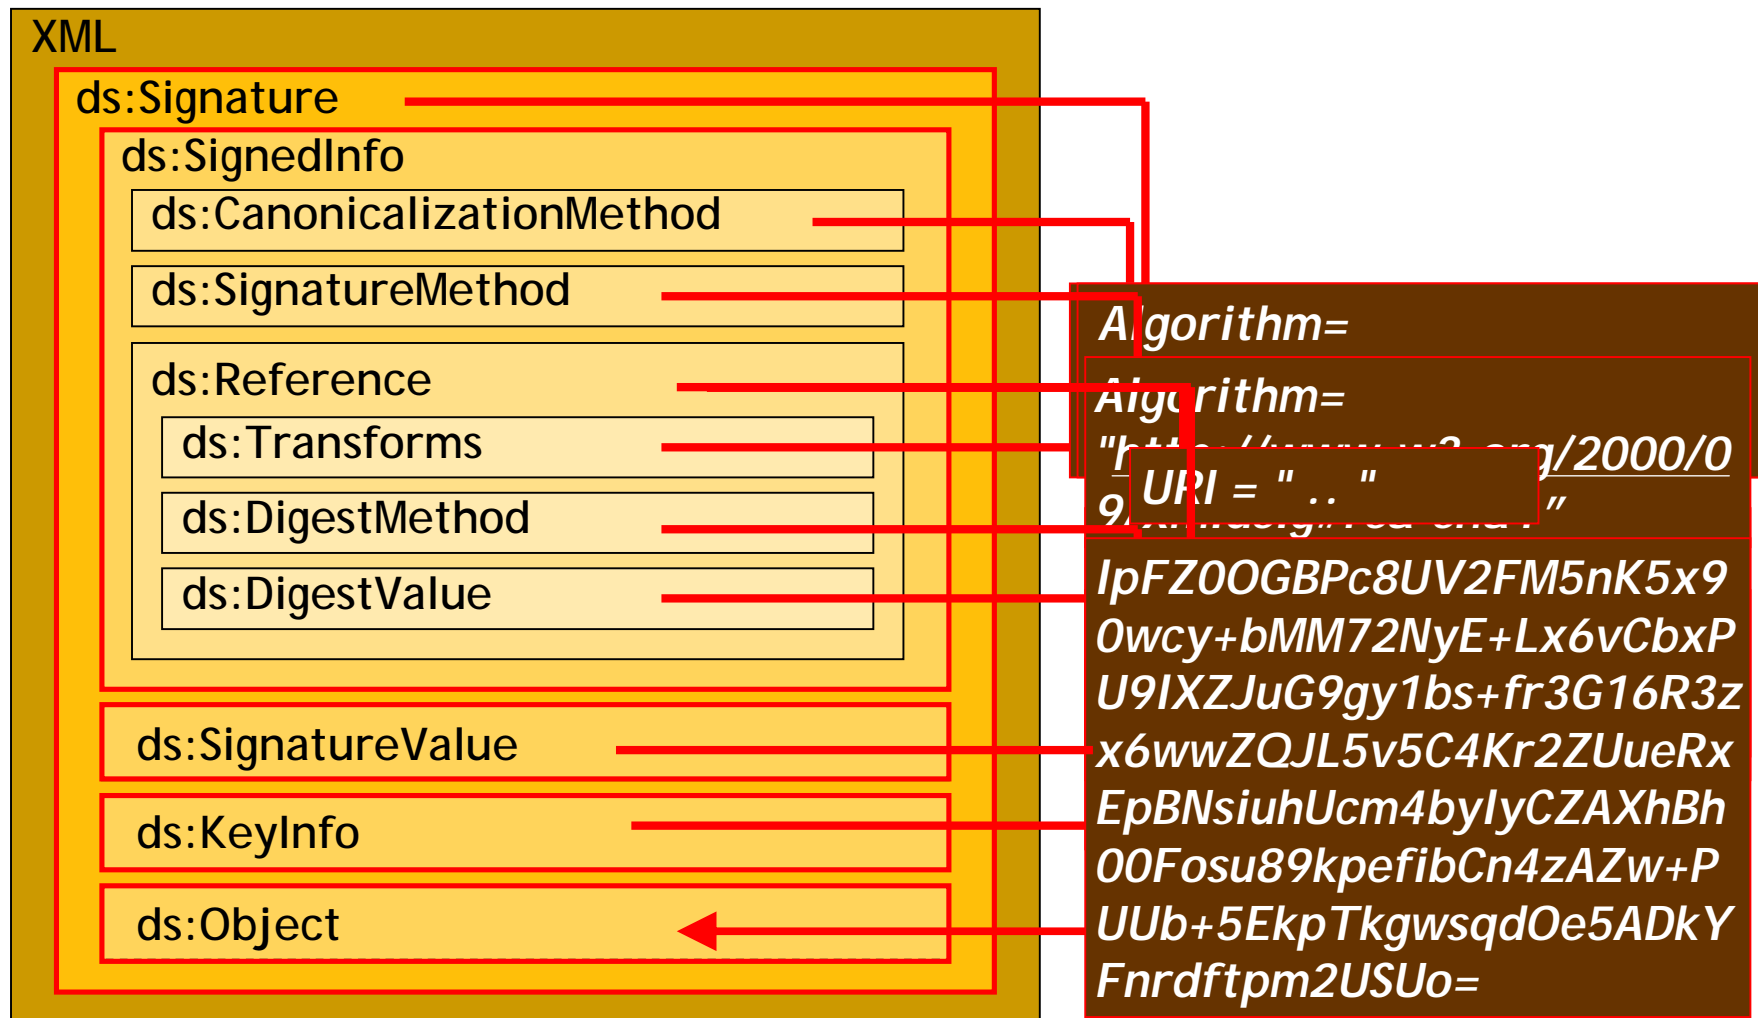 XML
ds:Signature
ds:SignedInfo
ds:CanonicalizationMethod
ds:SignatureMethod
ds:Reference
ds:Transforms
ds:DigestMethod
ds:DigestValue
ds:SignatureValue
ds:KeyInfo
ds:Object
Algorithm=
Algorithm=
URI = " .. "
IpFZ0OGBPc8UV2FM5nK5x9
0wcy+bMM72NyE+Lx6vCbxP
U9lXZJuG9gy1bs+fr3G16R3z
x6wwZQJL5v5C4Kr2ZUueRx
EpBNsiuhUcm4byIyCZAXhBh
00Fosu89kpefibCn4zAZw+P
UUb+5EkpTkgwsqdOe5ADkY
Fnrdftpm2USUo=